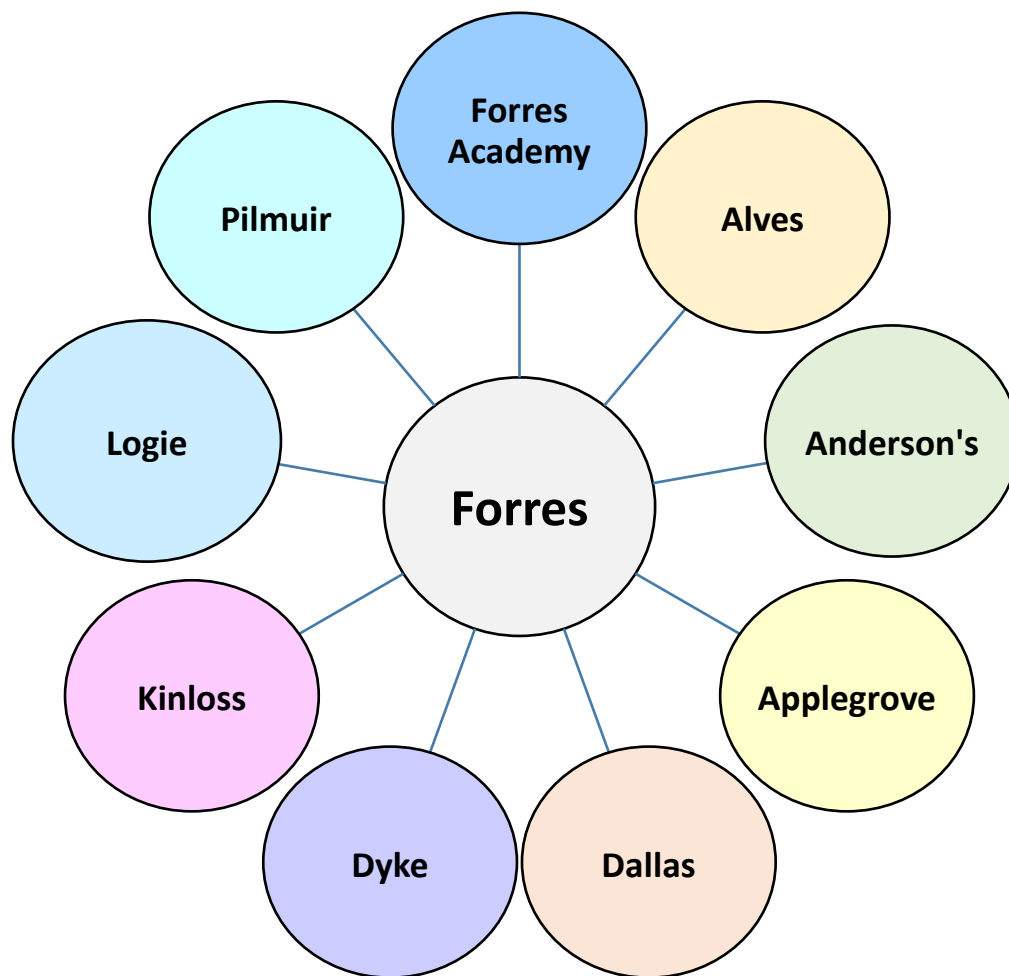 Forres
Academy
Alves
Anderson's
Applegrove
Dallas
Dyke
Kinloss
Logie
Pilmuir
Forres